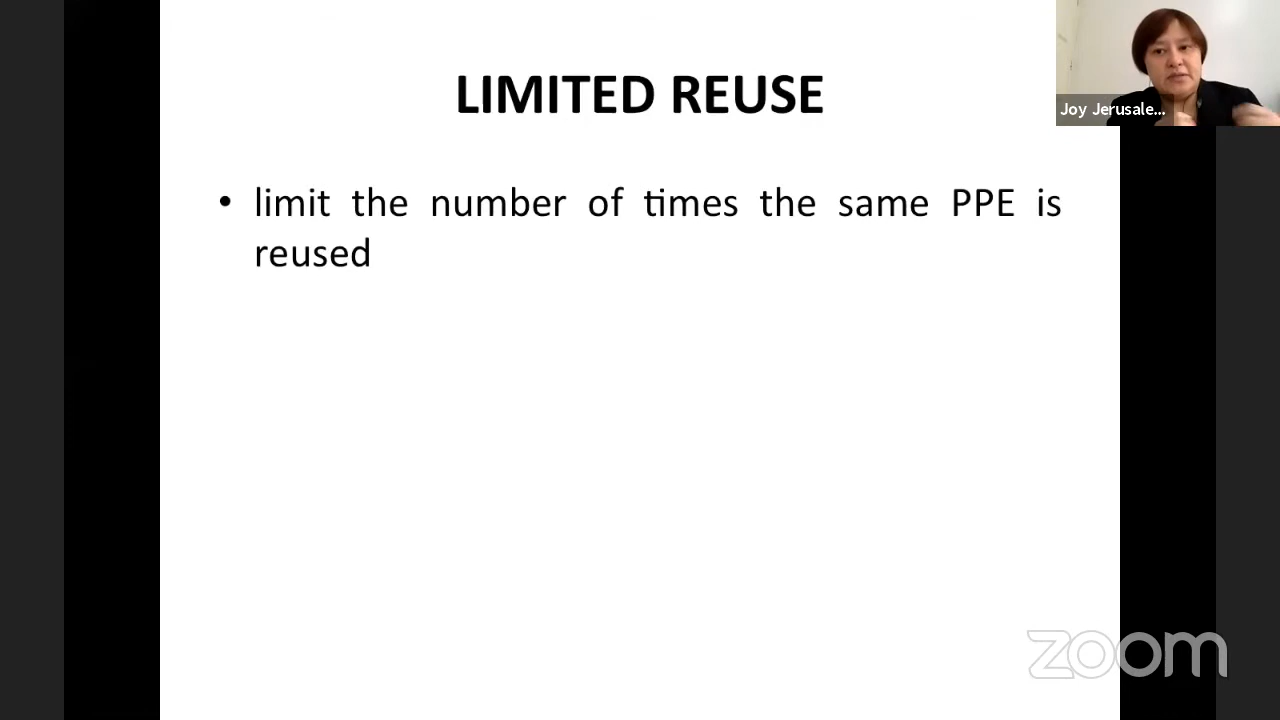 LIMITED REUSE
Joy Jerusale...
• limit the number of times the same PPE is
reused
zoom